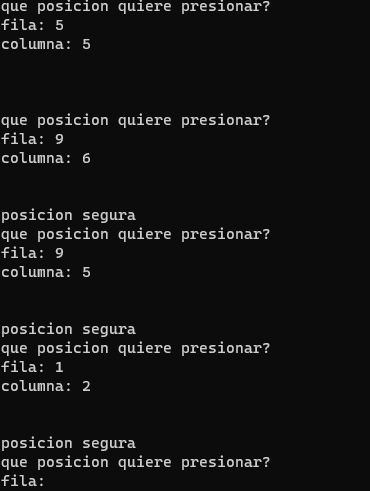 que posicion quiere presionar?
fila: 5
columna: 5
que posicion quiere presionar?
fila: 9
columna: 6
posicion segura
que posicion quiere presionar?
fila: 9
columna: 5
posicion segura
que posicion quiere presionar?
fila: 1
columna: 2
posicion segura
que posicion quiere presionar?
fila: